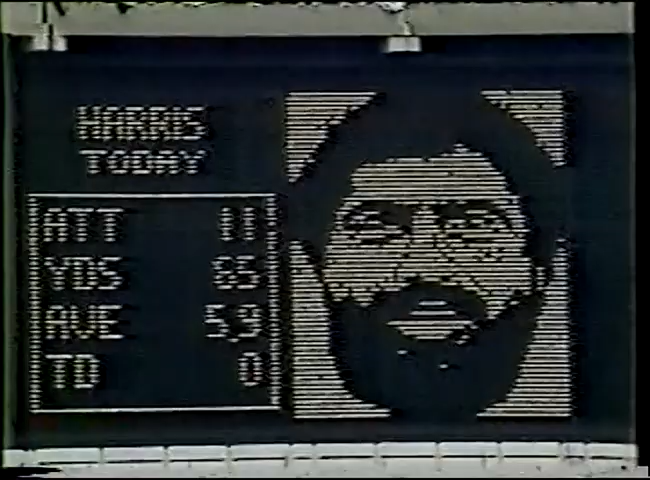 HARRIS
TODAY
ATT 11
YDS 65
AVE 5.9
TD 0